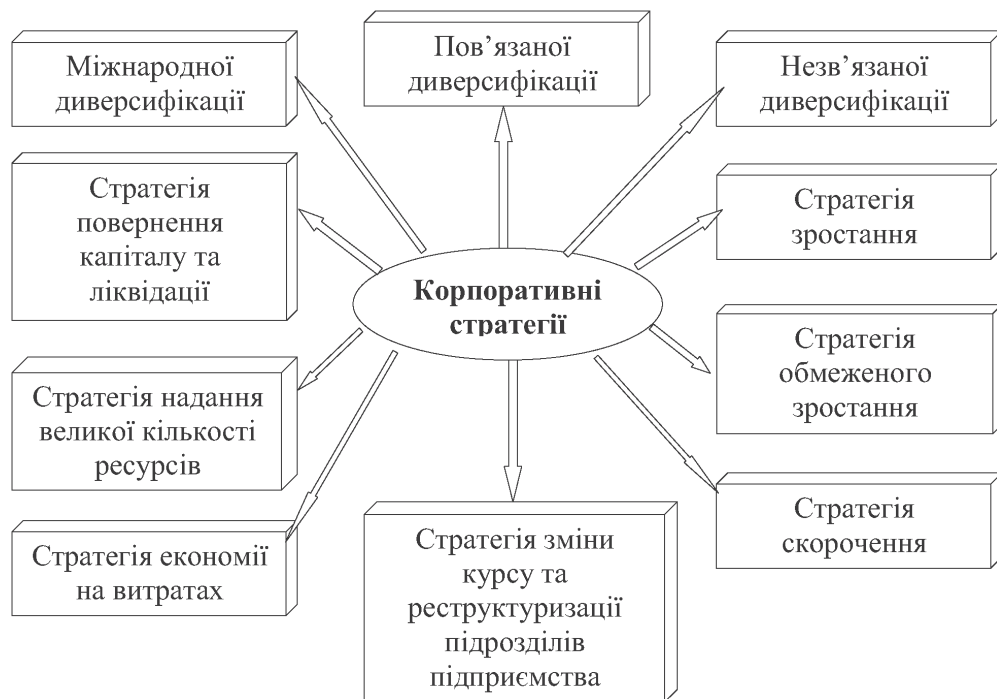 Міжнародної
диверсифікації
Пов’язаної
диверсифікації
Незв’язаної
диверсифікації
Стратегія
повернення
капіталу та
ліквідації
Стратегія
зростання
Корпоративні
стратегії
Стратегія
обмеженого
зростання
Стратегія надання
великої кількості
ресурсів
Стратегія
скорочення
Стратегія економії
на витратах
Стратегія зміни
курсу та
реструктуризації
підрозділів
підприємства